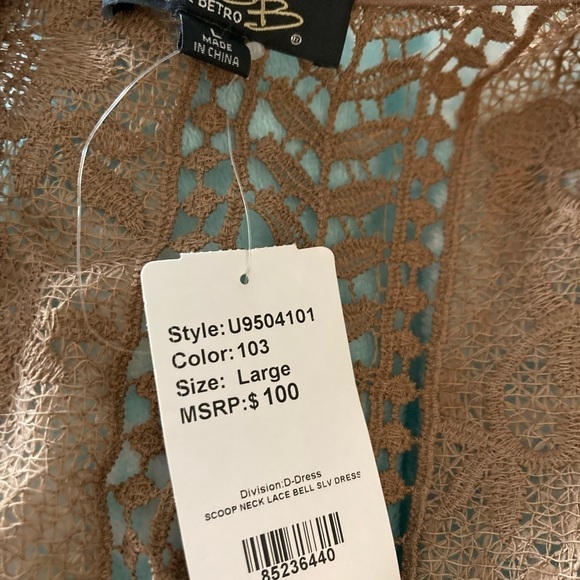 B
BETRO
®
L
MADE
IN CHINA
Style:U9504101
Color:103
Size: Large
MSRP:$100
Division:D-Dress
SCOOP NECK LACE BELL SLV DRESS
85236440